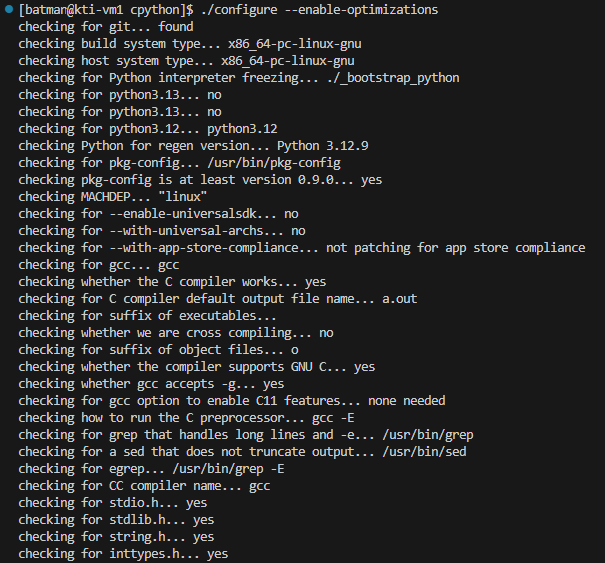 [batman@kti-vm1 cpython]$ ./configure --enable-optimizations
checking for git... found
checking build system type... x86_64-pc-linux-gnu
checking host system type... x86_64-pc-linux-gnu
checking for Python interpreter freezing... ./_bootstrap_python
checking for python3.13... no
checking for python3.13... no
checking for python3.12... python3.12
checking Python for regen version... Python 3.12.9
checking for pkg-config... /usr/bin/pkg-config
checking pkg-config is at least version 0.9.0... yes
checking MACHDEP... "linux"
checking for --enable-universalsdk... no
checking for --with-universal-archs... no
checking for --with-app-store-compliance... not patching for app store compliance
checking for gcc... gcc
checking whether the C compiler works... yes
checking for C compiler default output file name... a.out
checking for suffix of executables...
checking whether we are cross compiling... no
checking for suffix of object files... o
checking whether the compiler supports GNU C... yes
checking whether gcc accepts -g... yes
checking for gcc option to enable C11 features... none needed
checking how to run the C preprocessor... gcc -E
checking for grep that handles long lines and -e... /usr/bin/grep
checking for a sed that does not truncate output... /usr/bin/sed
checking for egrep... /usr/bin/grep -E
checking for CC compiler name... gcc
checking for stdio.h... yes
checking for stdlib.h... yes
checking for string.h... yes
checking for inttypes.h... yes